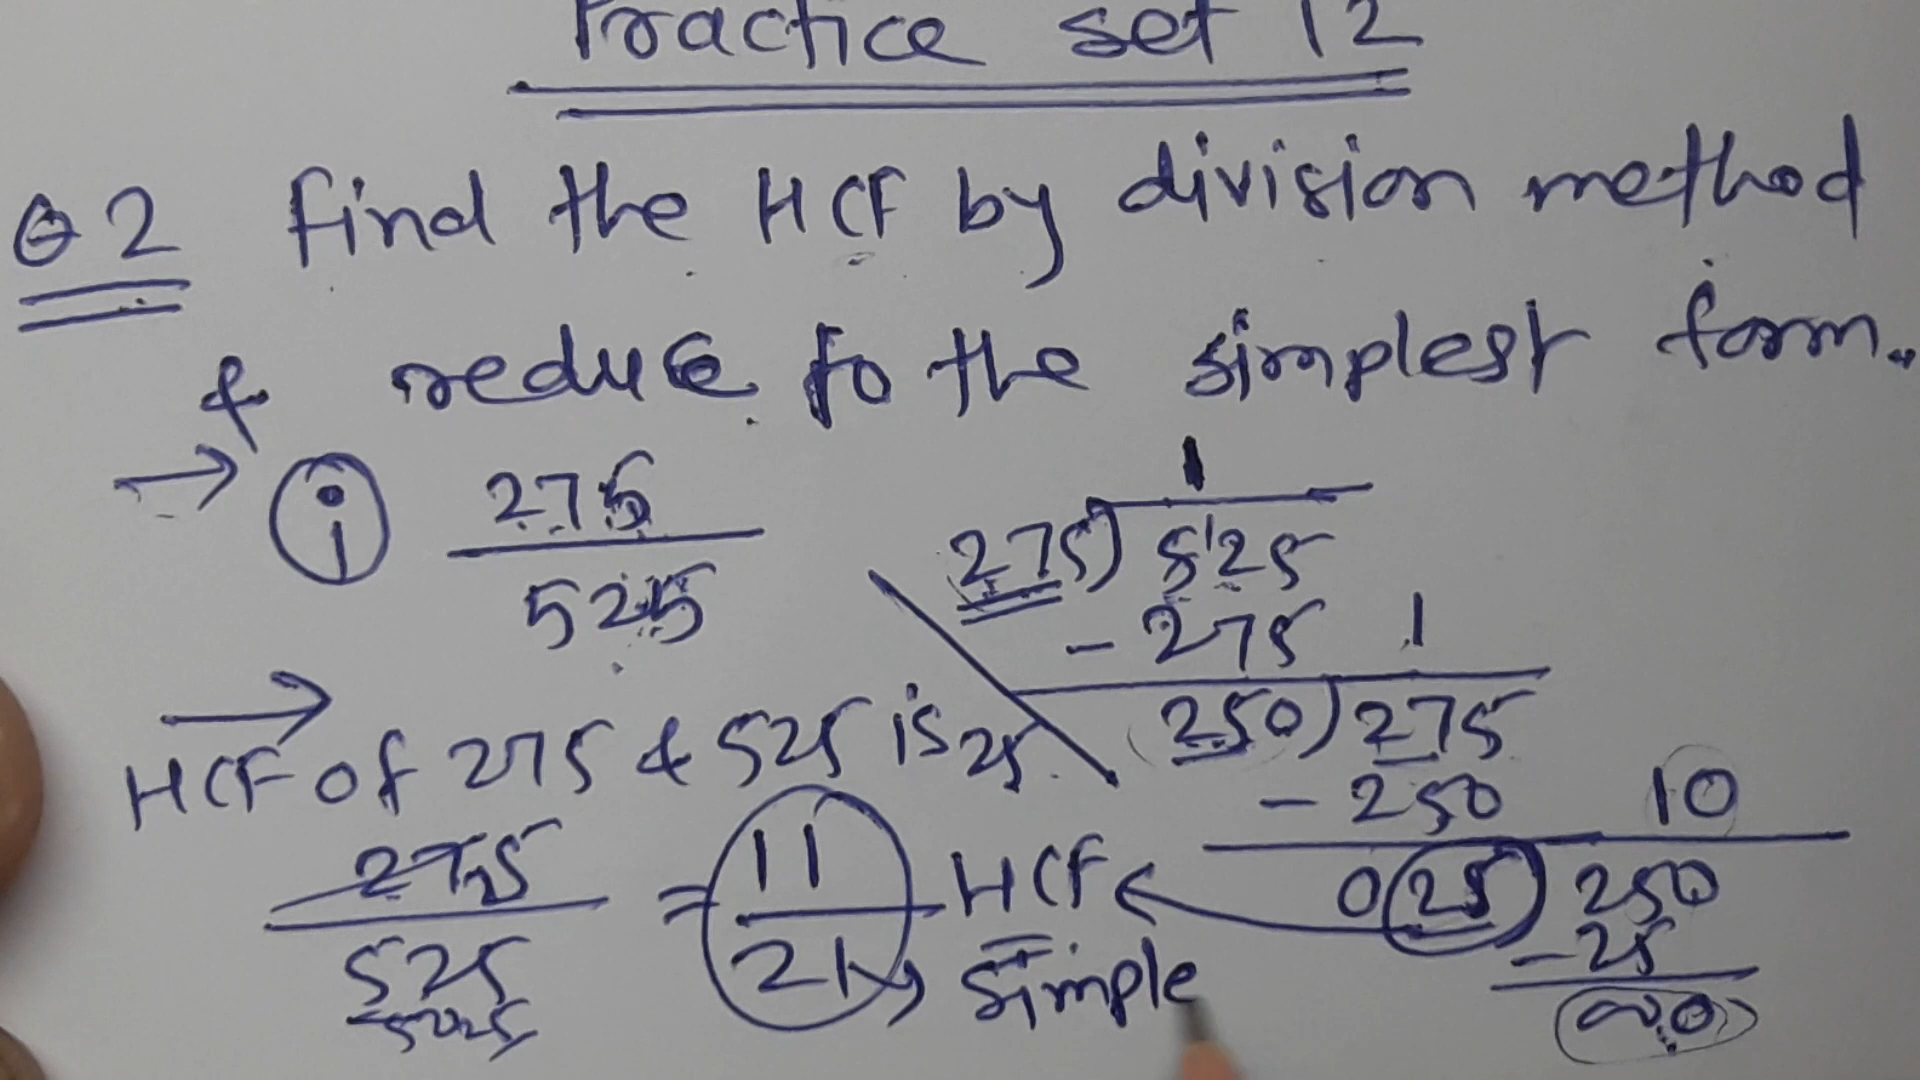 Practice set 12
Q2 Find the HCF by division method
& reduce to the simplest form.
→ i 275
525
1
275) 525
- 275 1
250) 275
- 250 10
025) 250
- 25
00
HCF of 275 & 525 is 25.
275
525
= 11
21
HCF
simple